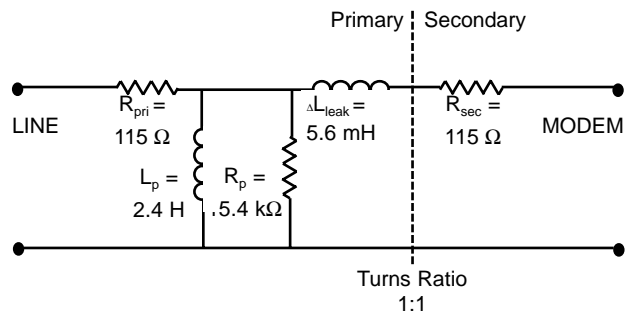 Primary Secondary
R_pri =
115 Ω
ΔL_leak =
5.6 mH
R_sec =
115 Ω
LINE
MODEM
L_p =
2.4 H
R_p =
5.4 kΩ
Turns Ratio
1:1